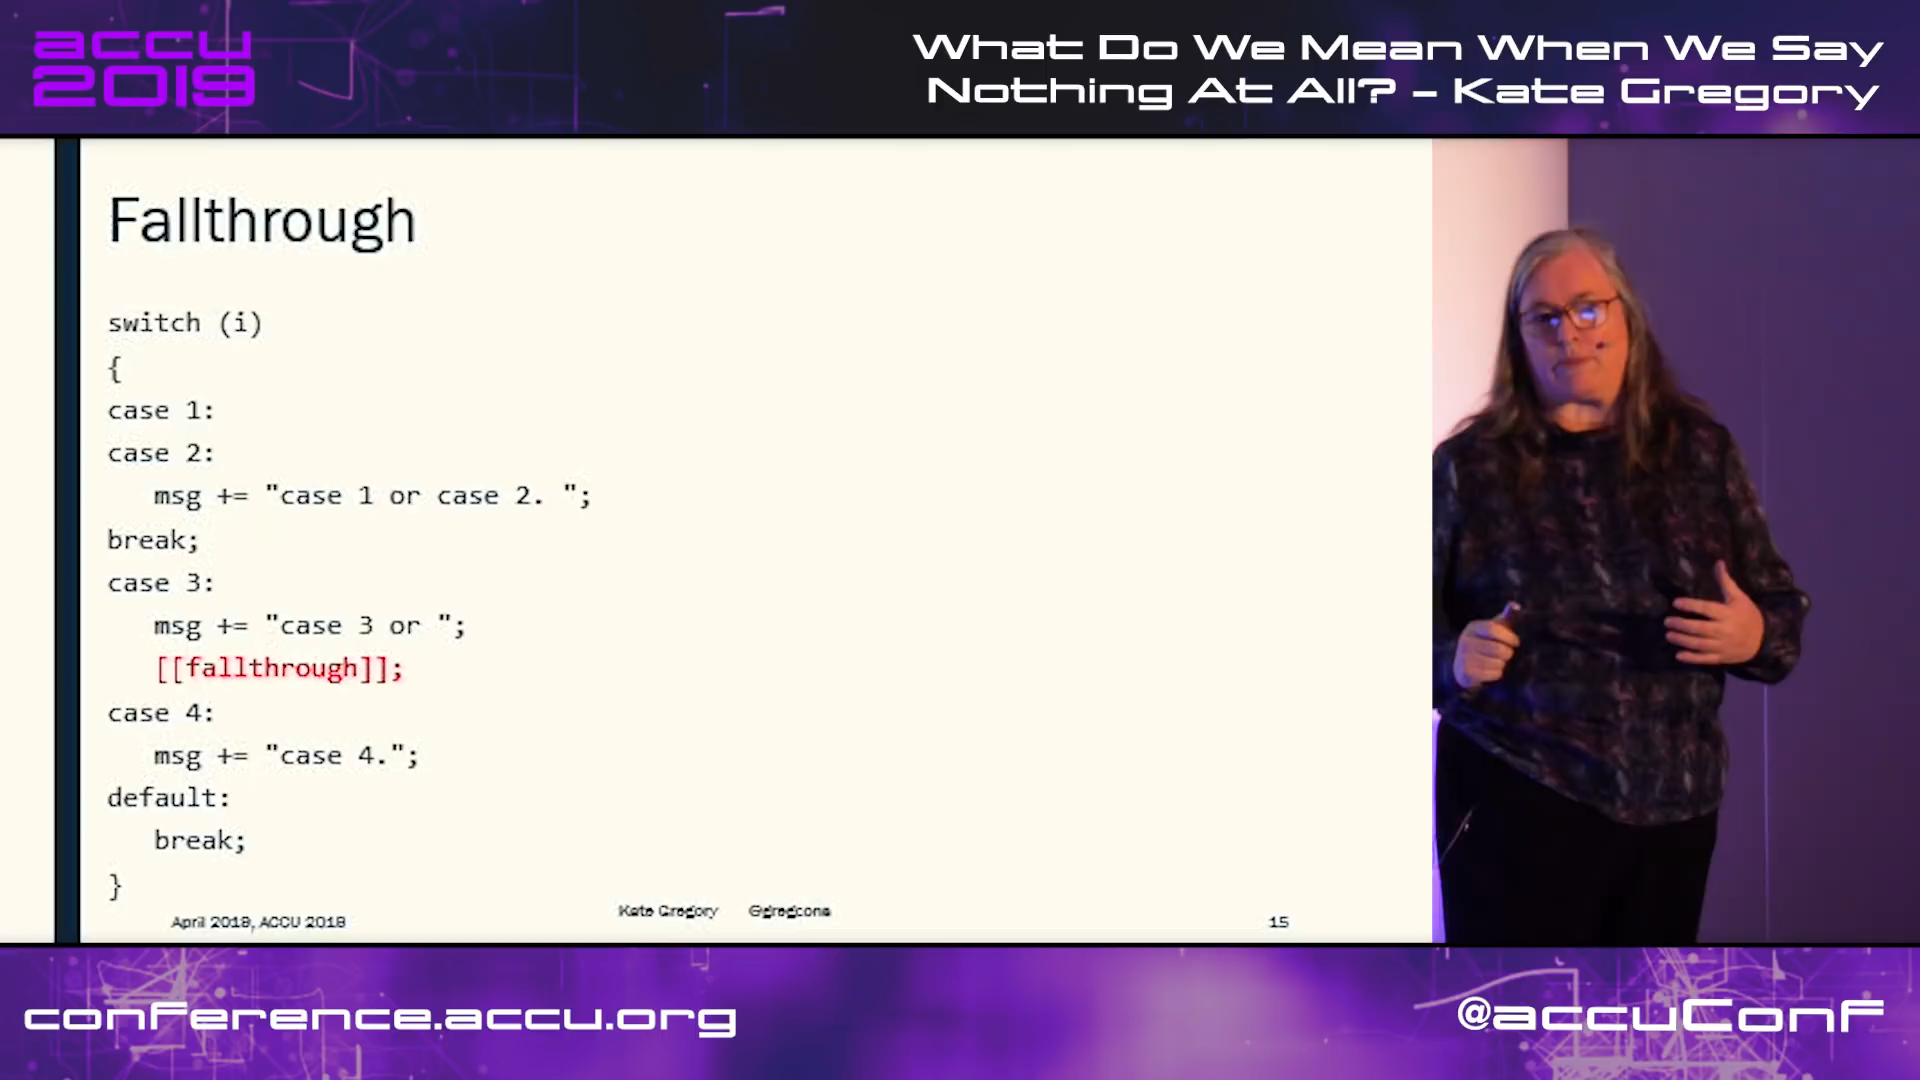 accu
2019
What Do We Mean When We Say
Nothing At All? - Kate Gregory
Fallthrough
switch (i)
{
case 1:
case 2:
msg += "case 1 or case 2. ";
break;
case 3:
msg += "case 3 or ";
[[fallthrough]];
case 4:
msg += "case 4.";
default:
break;
}
April 2019, ACCU 2019
Kate Gregory @gregcons
15
conference.accu.org
@accuConf